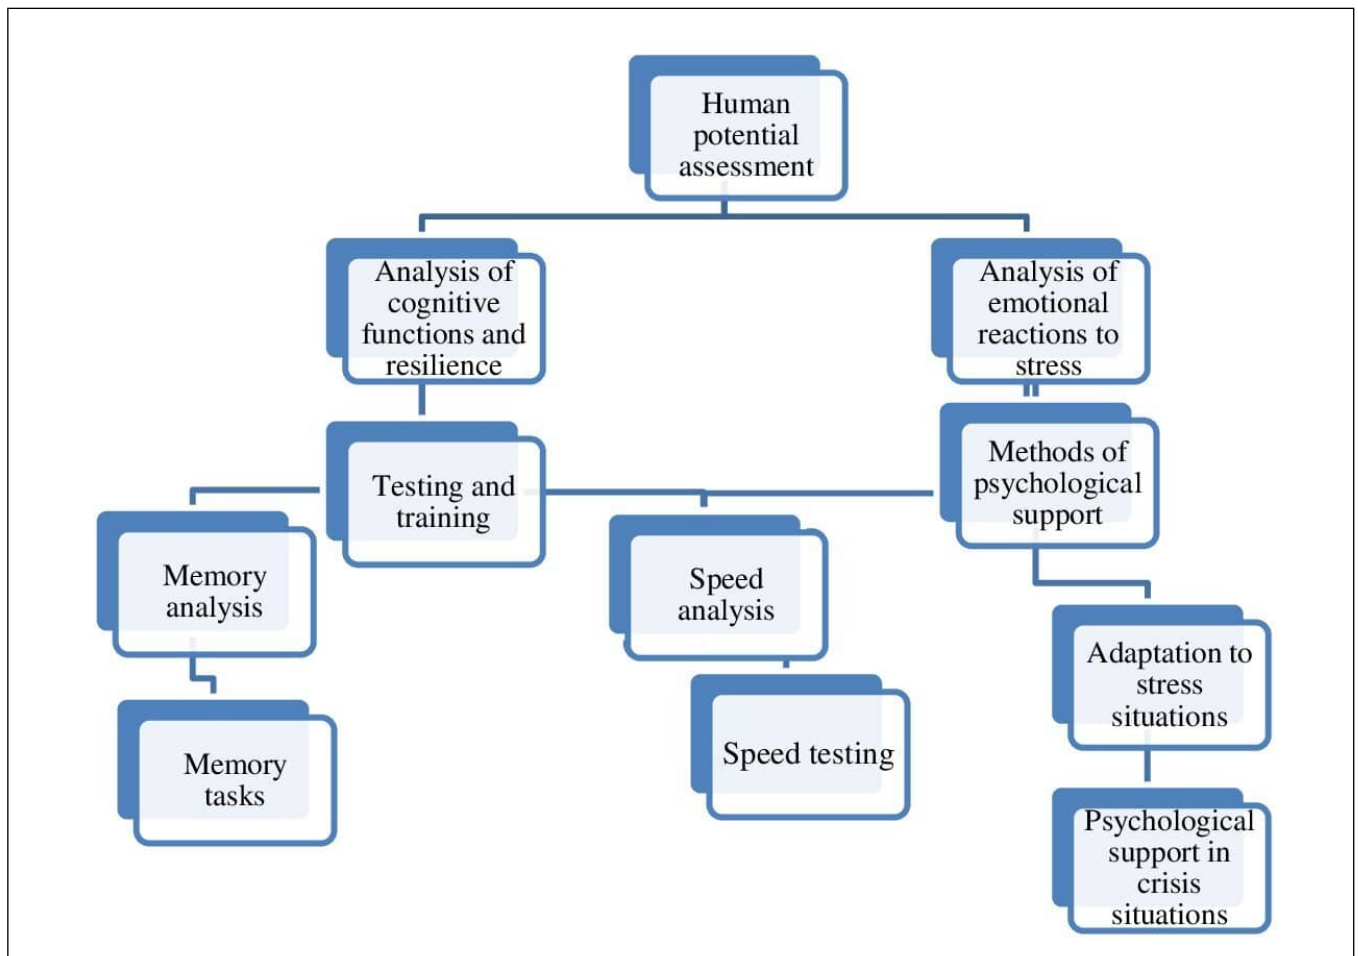 Human
potential
assessment
Analysis of
cognitive
functions and
resilience
Analysis of
emotional
reactions to
stress
Testing and
training
Methods of
psychological
support
Memory
analysis
Speed
analysis
Adaptation to
stress
situations
Memory
tasks
Speed testing
Psychological
support in
crisis
situations